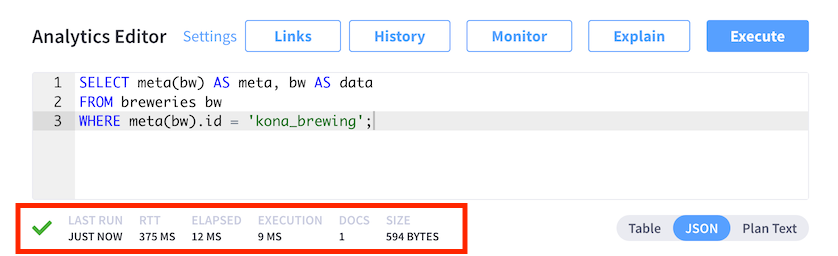 Analytics Editor Settings Links History Monitor Explain Execute
1 SELECT meta(bw) AS meta, bw AS data
2 FROM breweries bw
3 WHERE meta(bw).id = 'kona_brewing';
LAST RUN RTT ELAPSED EXECUTION DOCS SIZE
JUST NOW 375 MS 12 MS 9 MS 1 594 BYTES
Table JSON Plan Text